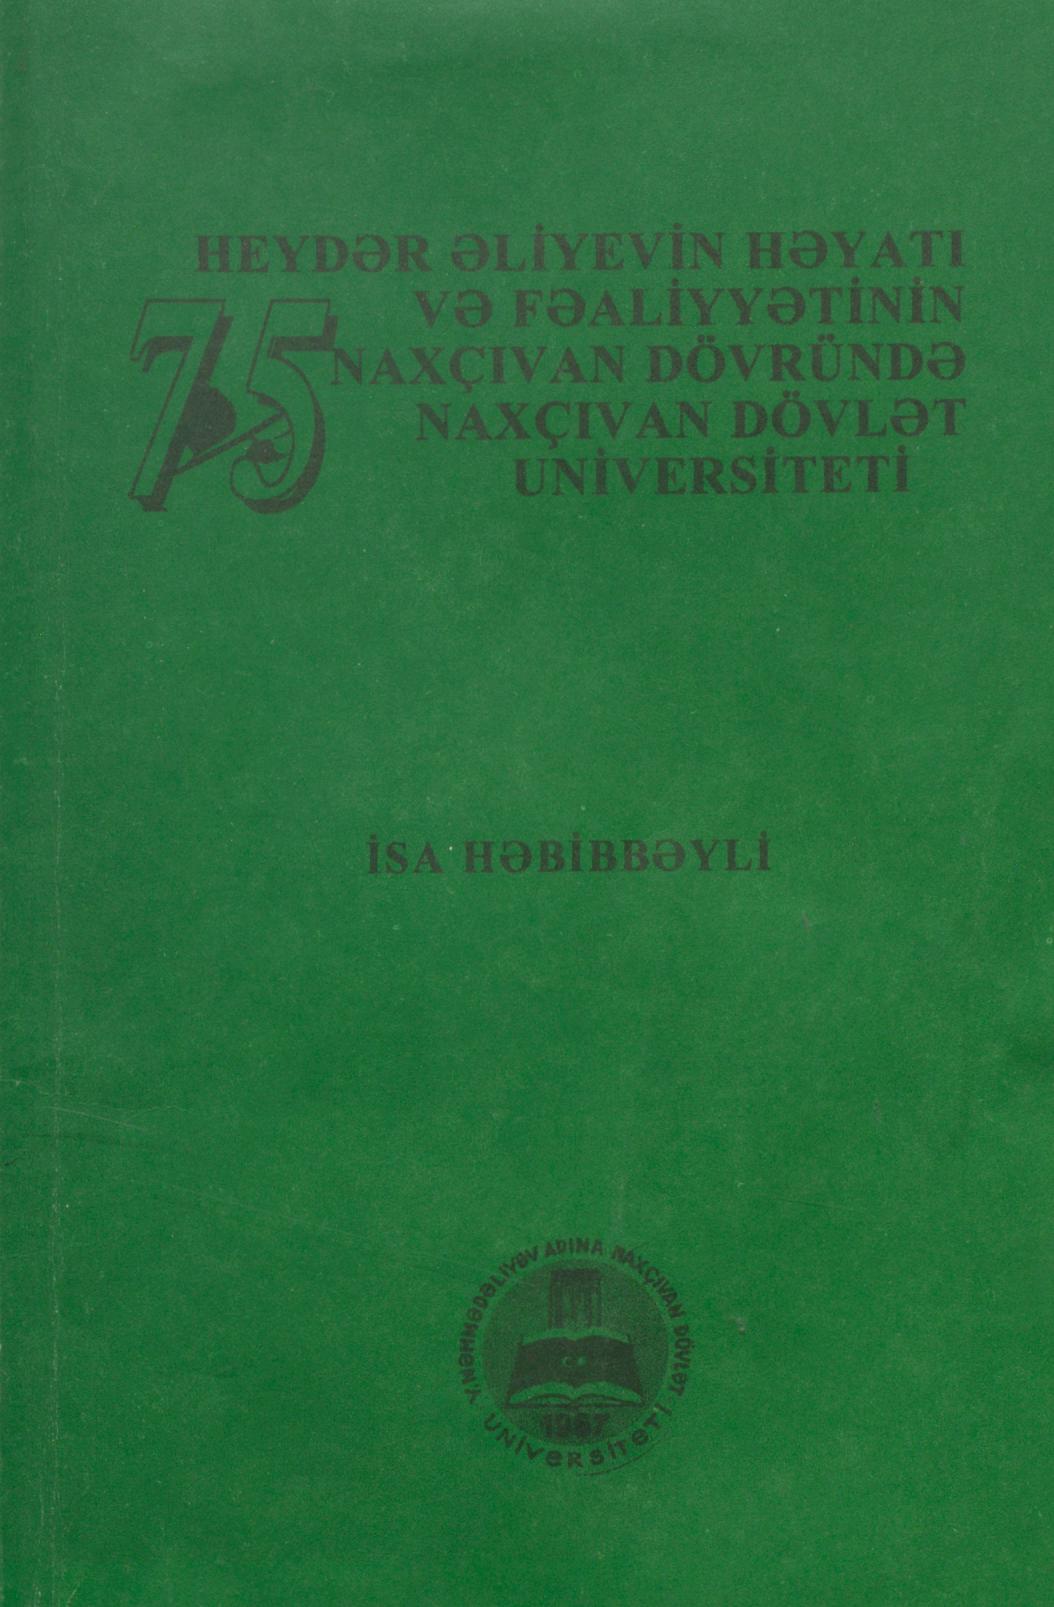 HEYDƏR ƏLİYEVİN HƏYATI
VƏ FƏALİYYƏTİNİN
75
NAXÇIVAN DÖVRÜNDƏ
NAXÇIVAN DÖVLƏT
UNİVERSİTETİ
İSA HƏBİBBƏYLİ
Y.MƏMMƏDƏLİYEV ADINA NAXÇIVAN DÖVLƏT
UNİVERSİTETİ
1967